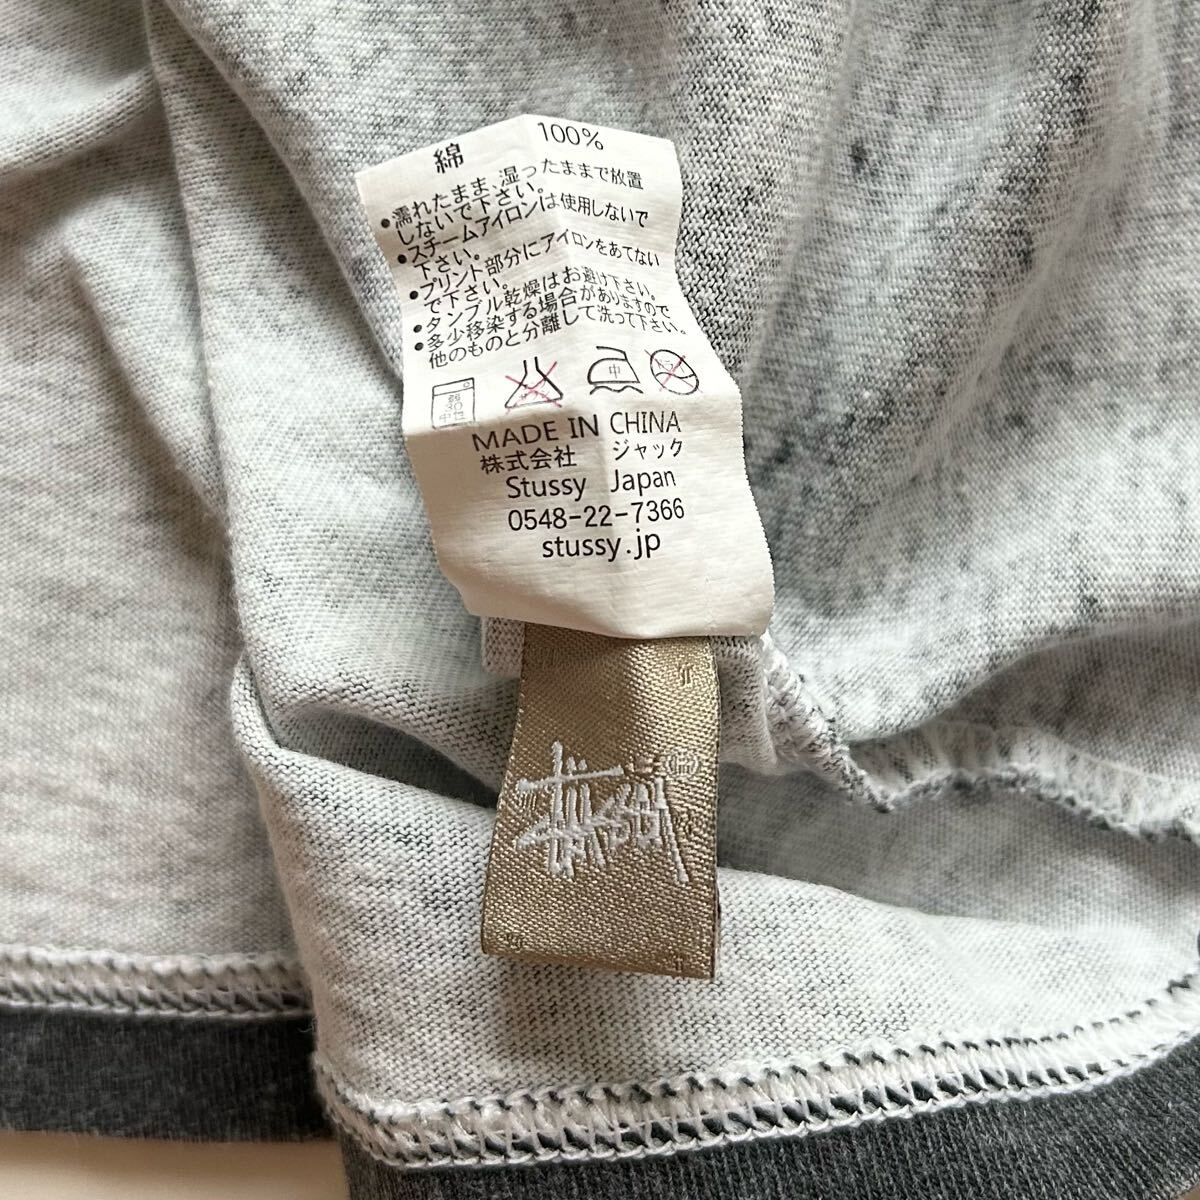 綿 100%
•濡れたまま、湿ったままで放置
しないで下さい。
•スチームアイロンは使用しないで
下さい。
•プリント部分にアイロンをあてない
で下さい。
•タンブル乾燥はお避け下さい。
•多少移染する場合がありますので
他のものと分離して洗って下さい。
弱
30
中性
中
MADE IN CHINA
株式会社 ジャック
Stussy Japan
0548-22-7366
stussy.jp
Stüssy